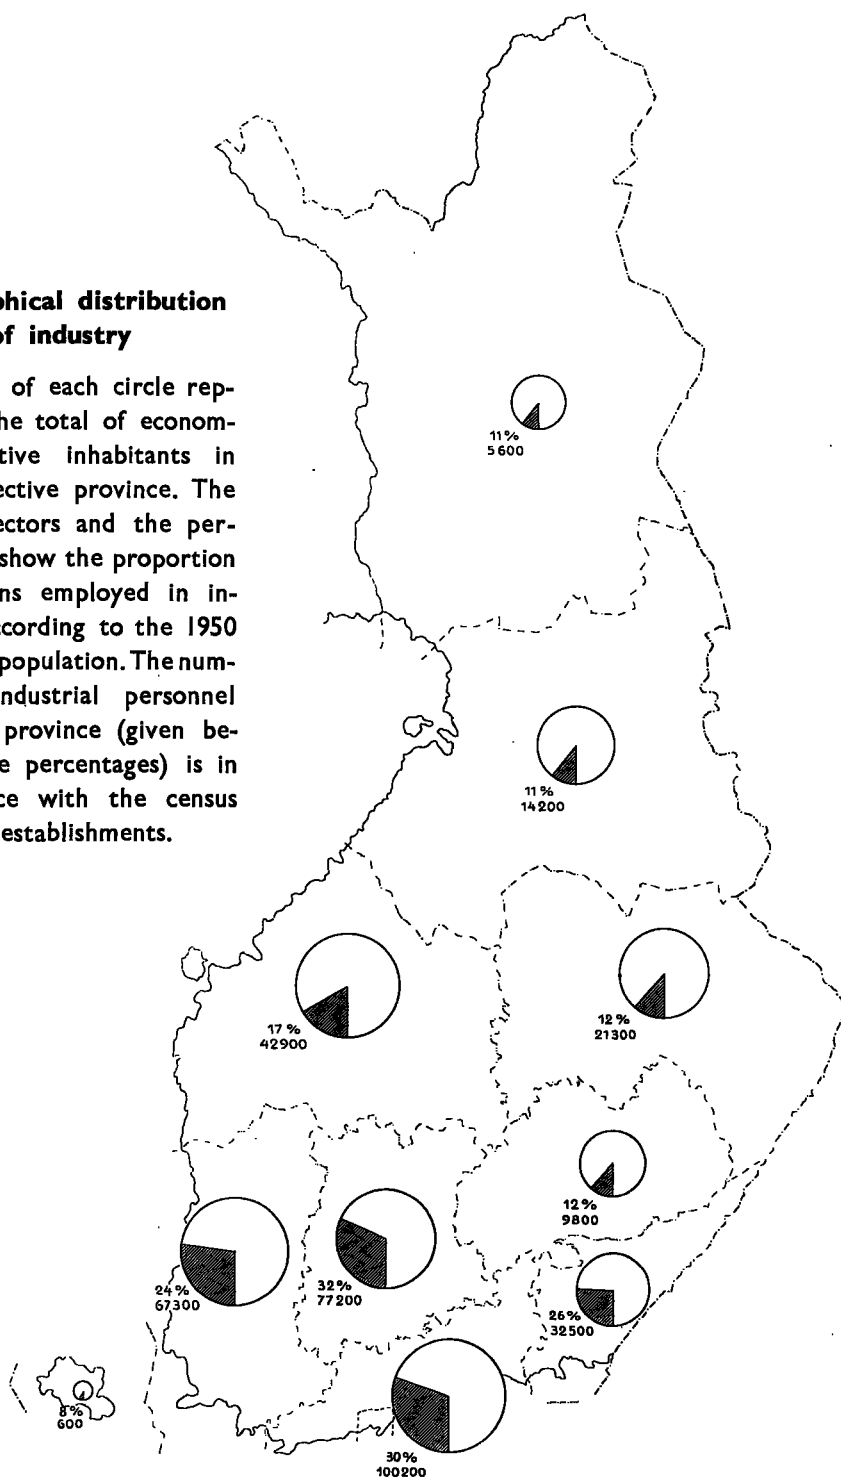 phical distribution
of industry
of each circle rep-
he total of econom-
tive inhabitants in
ective province. The
ectors and the per-
show the proportion
ns employed in in-
ccording to the 1950
population. The num-
ndustrial personnel
province (given be-
e percentages) is in
ce with the census
establishments.
11%
5600
11%
14200
17%
42900
12%
21300
12%
9800
24%
67300
32%
77200
26%
32500
8%
600
30%
100200